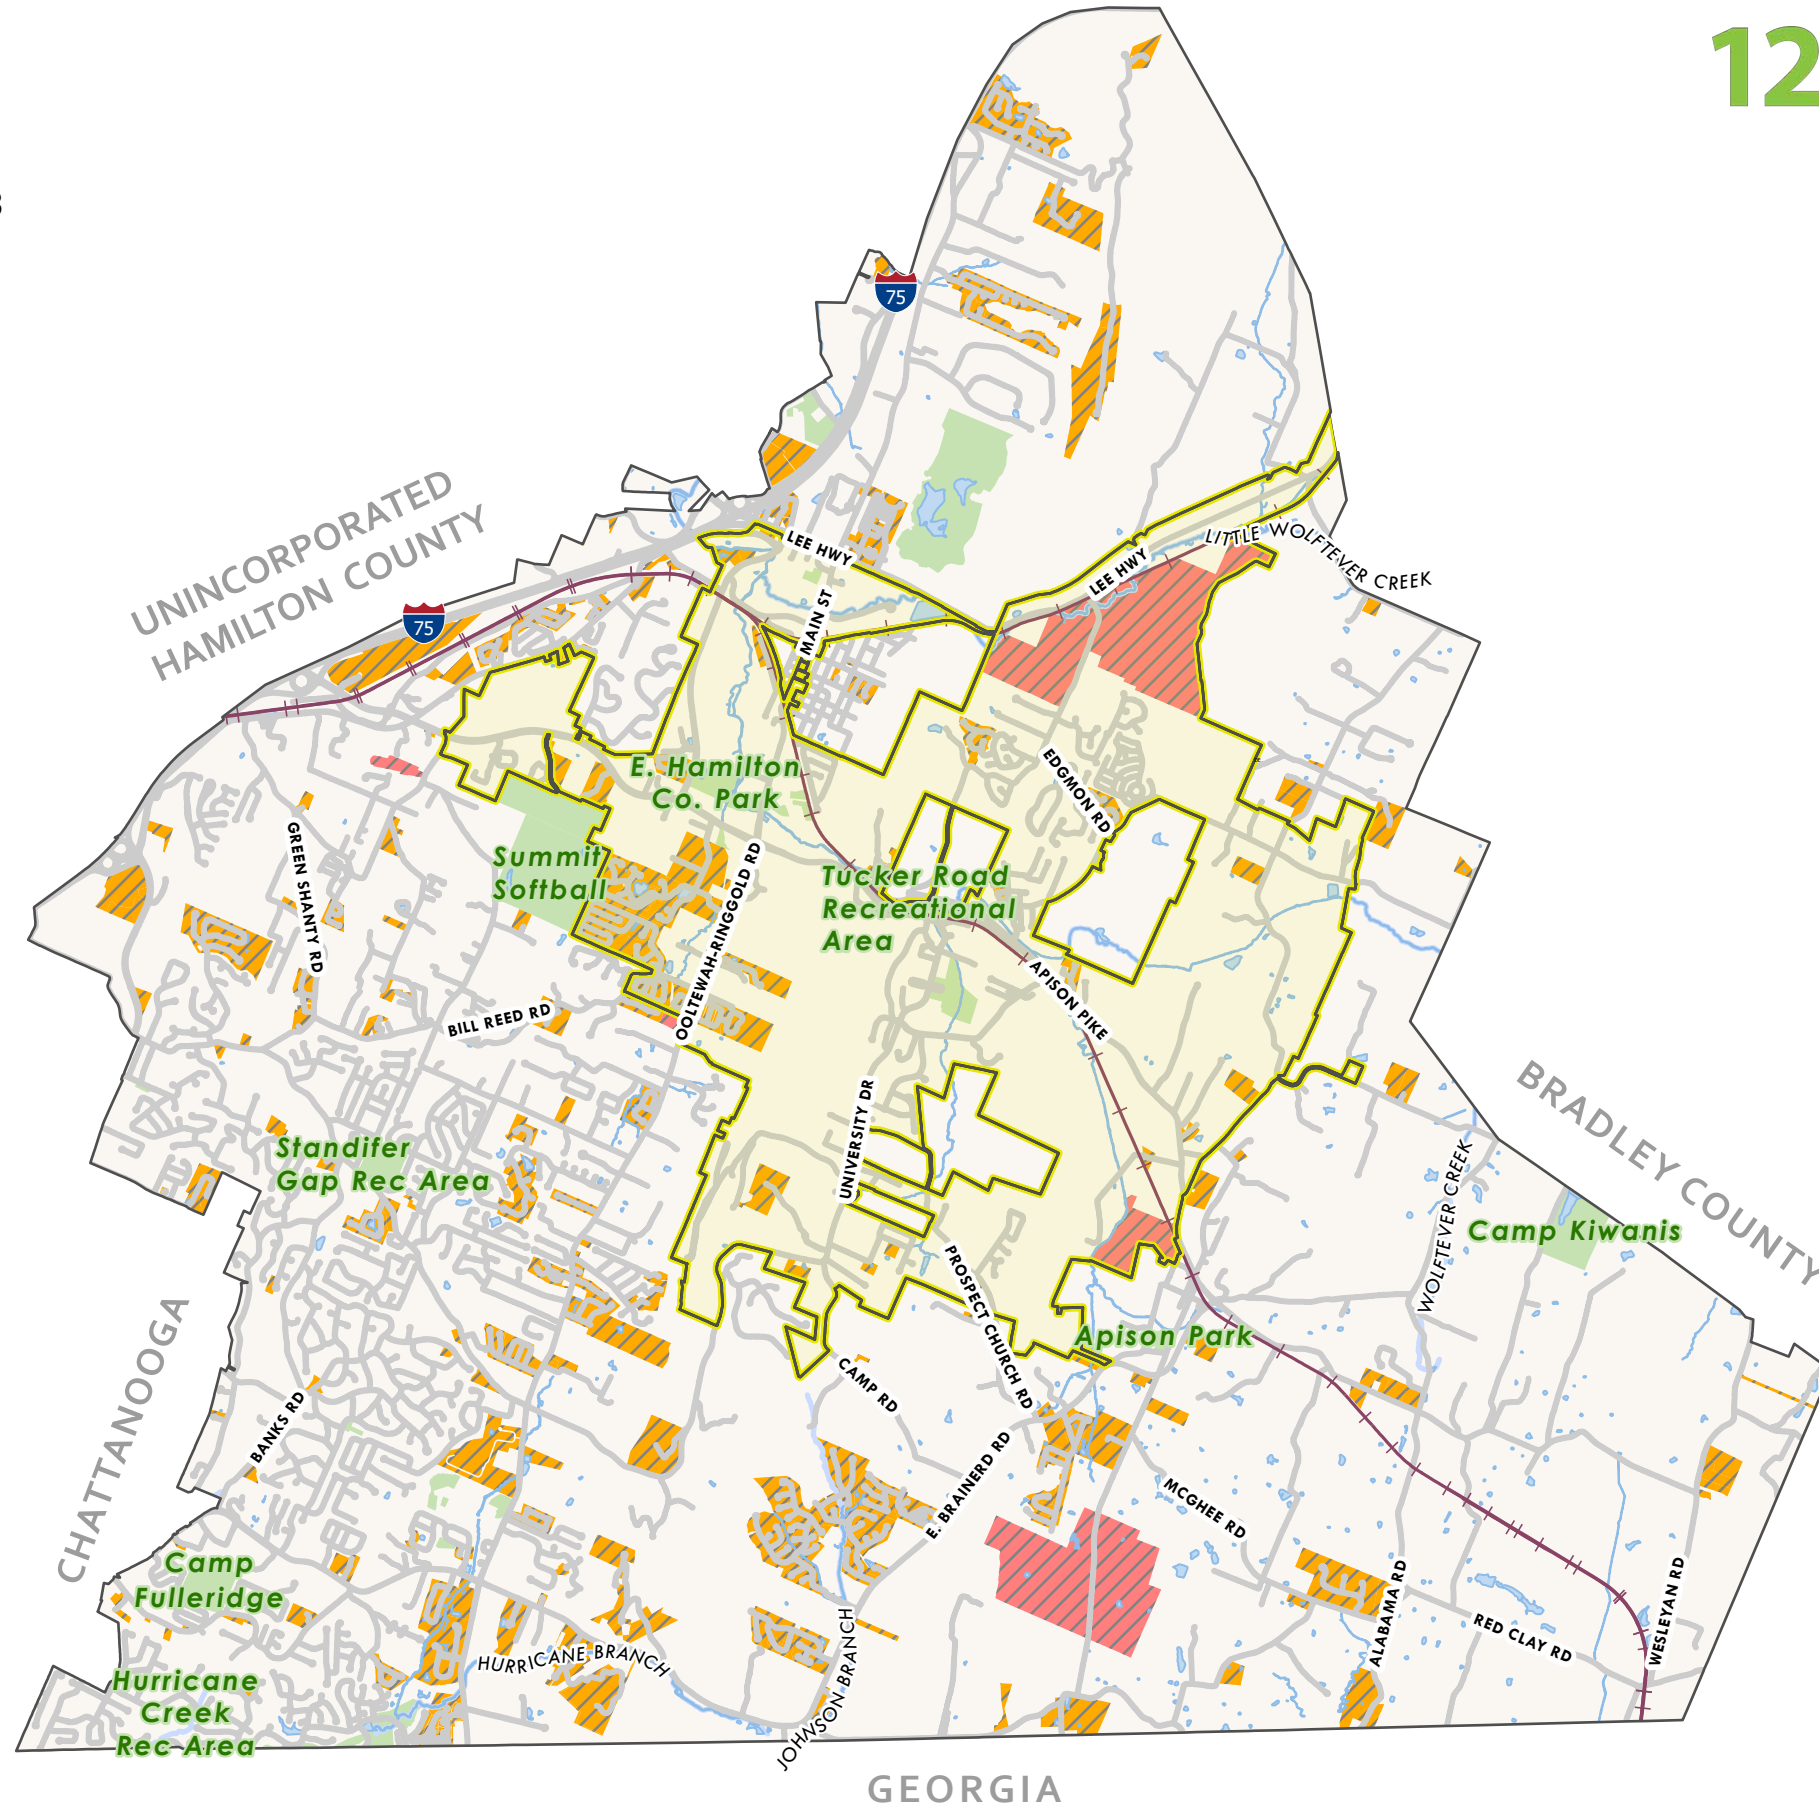 12
75
UNINCORPORATED
HAMILTON COUNTY
LEE HWY
LITTLE WOLFTEVER CREEK
LEE HWY
MAIN ST
75
E. Hamilton
Co. Park
EDGMON RD
GREEN SHANTY RD
Summit
Softball
OOLTEWAH-RINGGOLD RD
Tucker Road
Recreational
Area
APISON PIKE
BILL REED RD
UNIVERSITY DR
BRADLEY COUNTY
Standifer
Gap Rec Area
WOLFTEVER CREEK
Camp Kiwanis
PROSPECT CHURCH RD
Apison Park
CHATTANOOGA
CAMP RD
BANKS RD
E. BRAINERD RD
MCGHEE RD
Camp
Fulleridge
ALABAMA RD
WESLEYAN RD
RED CLAY RD
HURRICANE BRANCH
JOHNSON BRANCH
Hurricane
Creek
Rec Area
GEORGIA